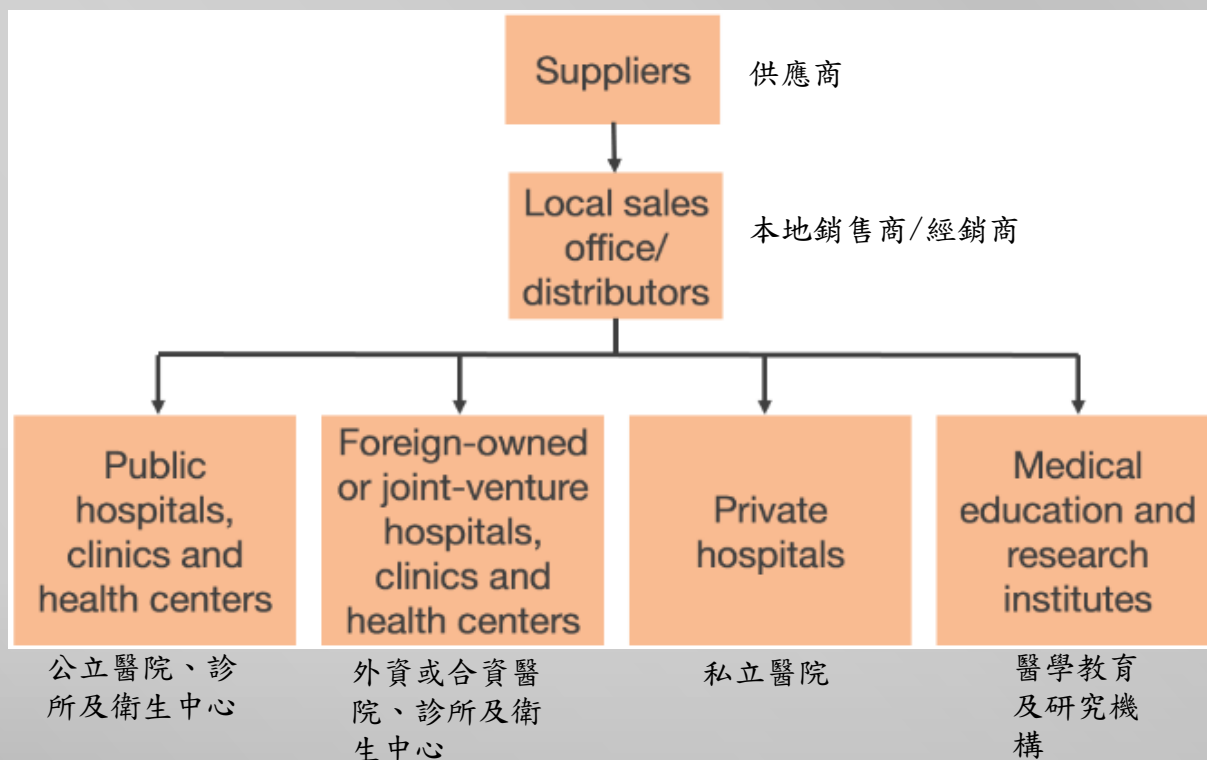 Suppliers
供應商
Local sales
office/
distributors
本地銷售商/經銷商
Public
hospitals,
clinics and
health centers
Foreign-owned
or joint-venture
hospitals,
clinics and
health centers
Private
hospitals
Medical
education and
research
institutes
公立醫院、診
所及衛生中心
外資或合資醫
院、診所及衛
生中心
私立醫院
醫學教育
及研究機
構